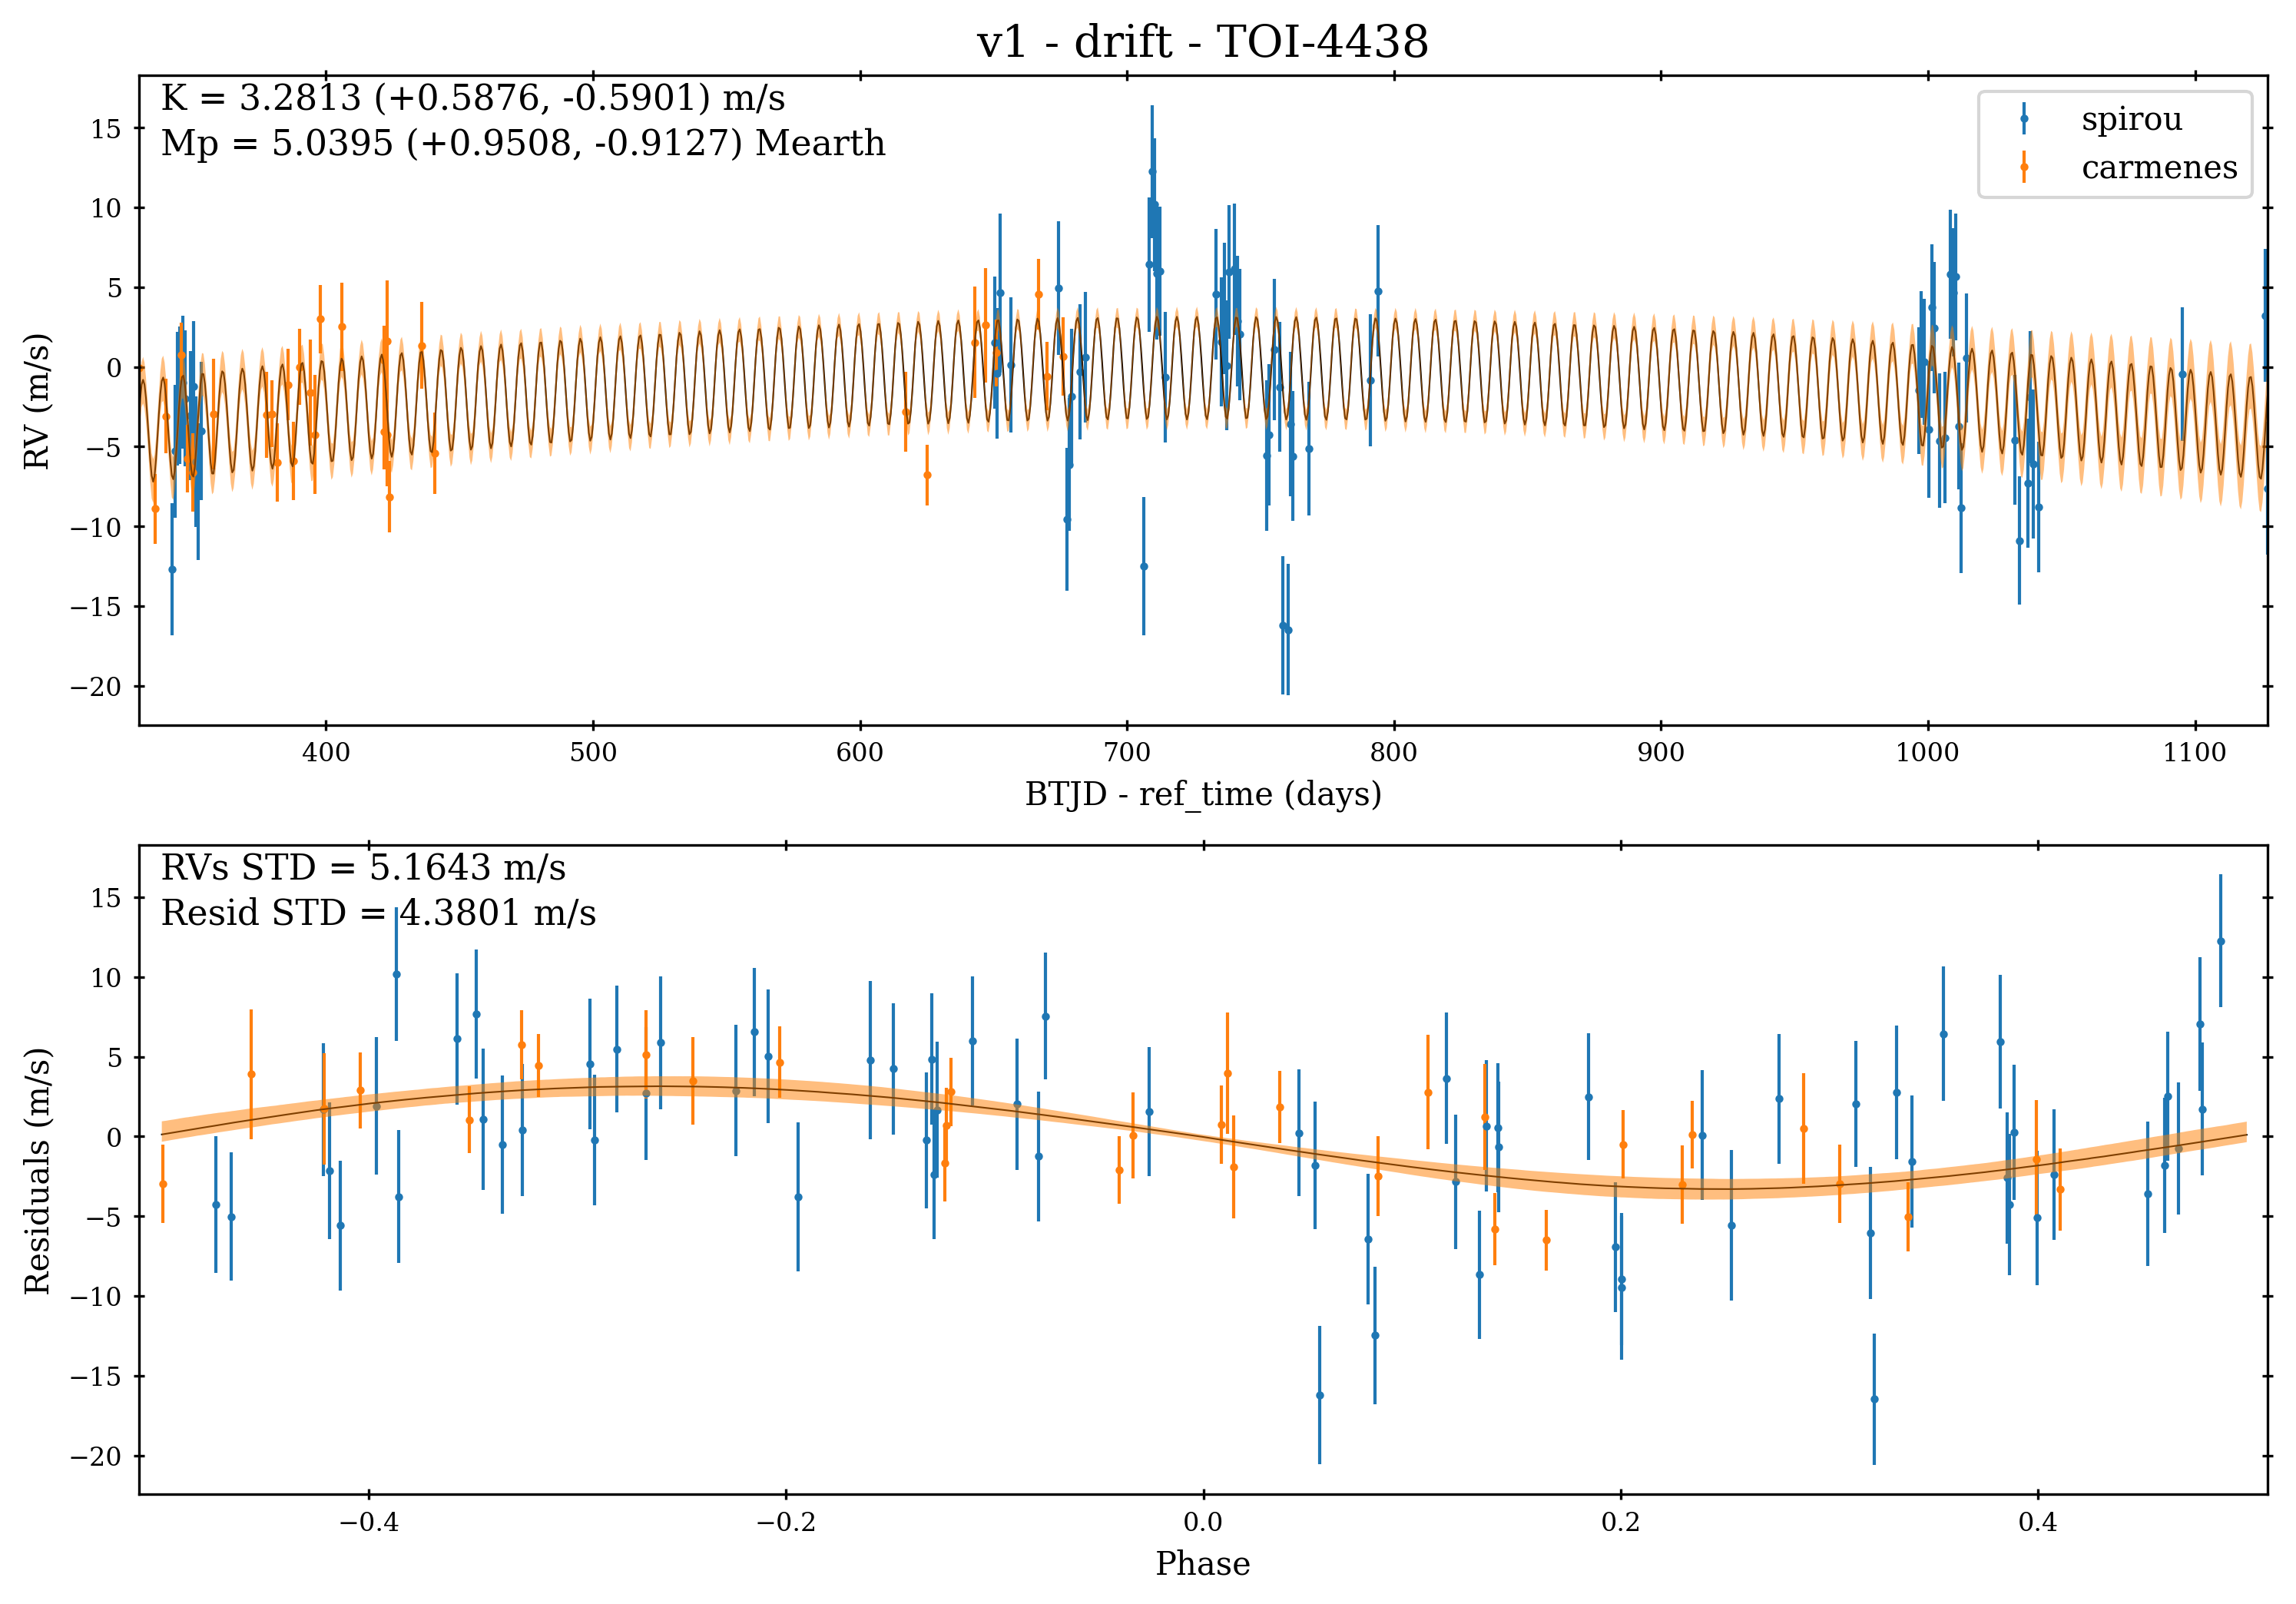 v1 - drift - TOI-4438
K = 3.2813 (+0.5876, -0.5901) m/s
Mp = 5.0395 (+0.9508, -0.9127) Mearth
spirou
carmenes
RV (m/s)
15
10
5
0
−5
−10
−15
−20
400 500 600 700 800 900 1000 1100
BTJD - ref_time (days)
RVs STD = 5.1643 m/s
Resid STD = 4.3801 m/s
Residuals (m/s)
15
10
5
0
−5
−10
−15
−20
−0.4 −0.2 0.0 0.2 0.4
Phase